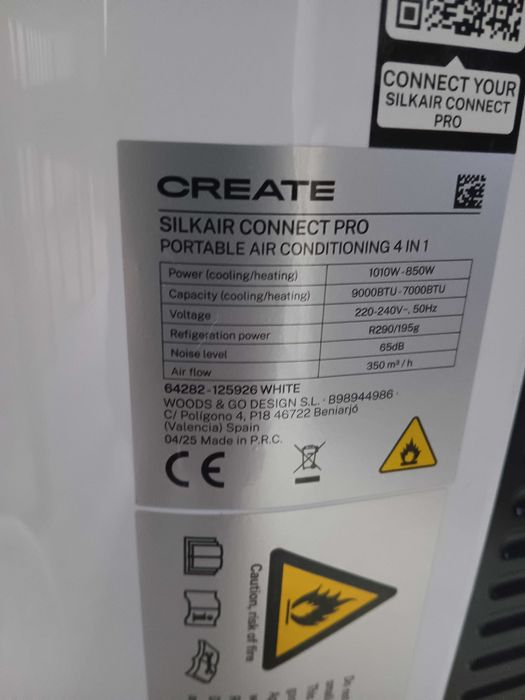 CONNECT YOUR
SILKAIR CONNECT
PRO
CREATE
SILKAIR CONNECT PRO
PORTABLE AIR CONDITIONING 4 IN 1
Power (cooling/heating) 1010W-850W
Capacity (cooling/heating) 9000BTU-7000BTU
Voltage 220-240V~, 50Hz
Refigeration power R290/195g
Noise level 65dB
Air flow 350 m³/h
64282-125926 WHITE
WOODS & GO DESIGN S.L. · B98944986 ·
C/ Polígono 4, P18 46722 Beniarjó
(Valencia) Spain
04/25 Made in P.R.C.
CE
Caution, risk of fire